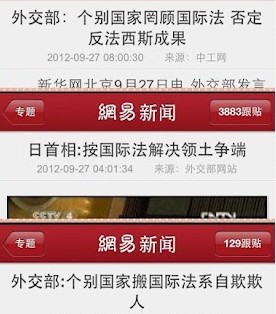 外交部：个别国家罔顾国际法 否定
反法西斯成果
2012-09-27 08:00:30 来源：中工网
新华网北京9月27日电 外交部发言
专题
網易新闻
3883跟贴
日首相:按国际法解决领土争端
2012-09-27 04:01:34 来源：外交部网站
CCTV 4
CNTV
专题
網易新闻
129跟贴
外交部:个别国家搬国际法系自欺欺
人